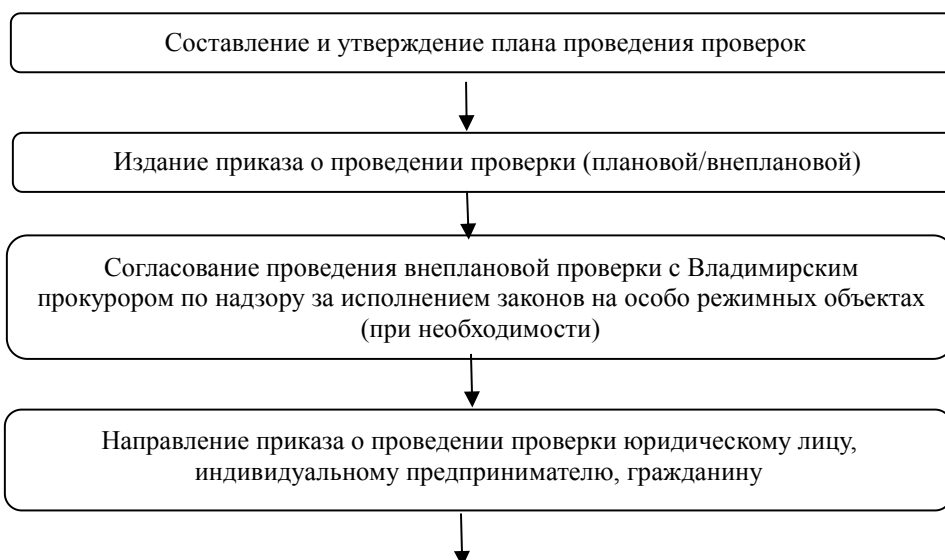 Составление и утверждение плана проведения проверок
Издание приказа о проведении проверки (плановой/внеплановой)
Согласование проведения внеплановой проверки с Владимирским
прокурором по надзору за исполнением законов на особо режимных объектах
(при необходимости)
Направление приказа о проведении проверки юридическому лицу,
индивидуальному предпринимателю, гражданину